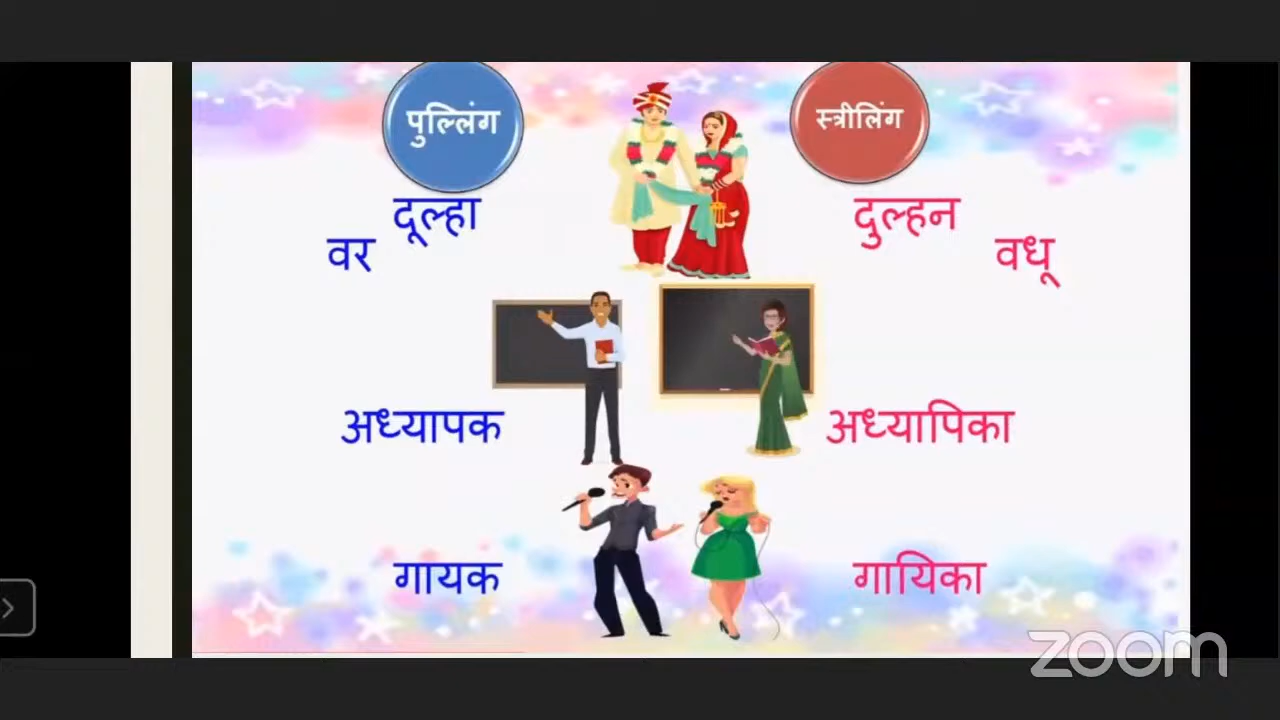 पुल्लिंग स्त्रीलिंग
दूल्हा दुल्हन
वर वधू
अध्यापक अध्यापिका
गायक गायिका
zoom